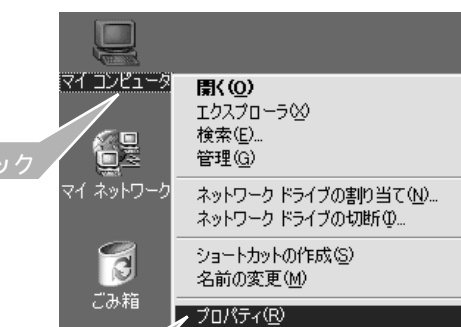 マイ コンピュータ
開く(O)
エクスプローラ(X)
検索(E)...
管理(G)
ック
マイ ネットワーク
ネットワーク ドライブの割り当て(N)...
ネットワーク ドライブの切断(I)...
ショートカットの作成(S)
名前の変更(M)
ごみ箱
プロパティ(R)